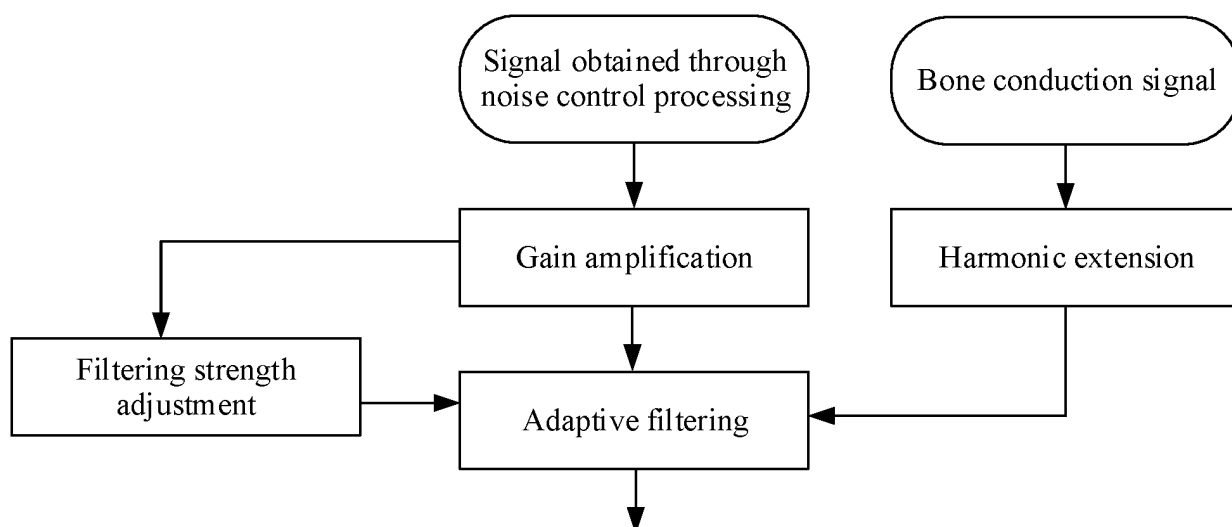 Signal obtained through
noise control processing
Bone conduction signal
Gain amplification
Harmonic extension
Filtering strength
adjustment
Adaptive filtering